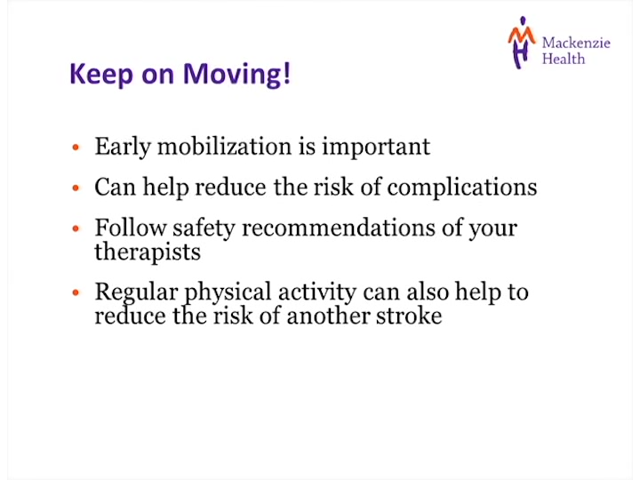 Mackenzie
Health
Keep on Moving!
• Early mobilization is important
• Can help reduce the risk of complications
• Follow safety recommendations of your
therapists
• Regular physical activity can also help to
reduce the risk of another stroke